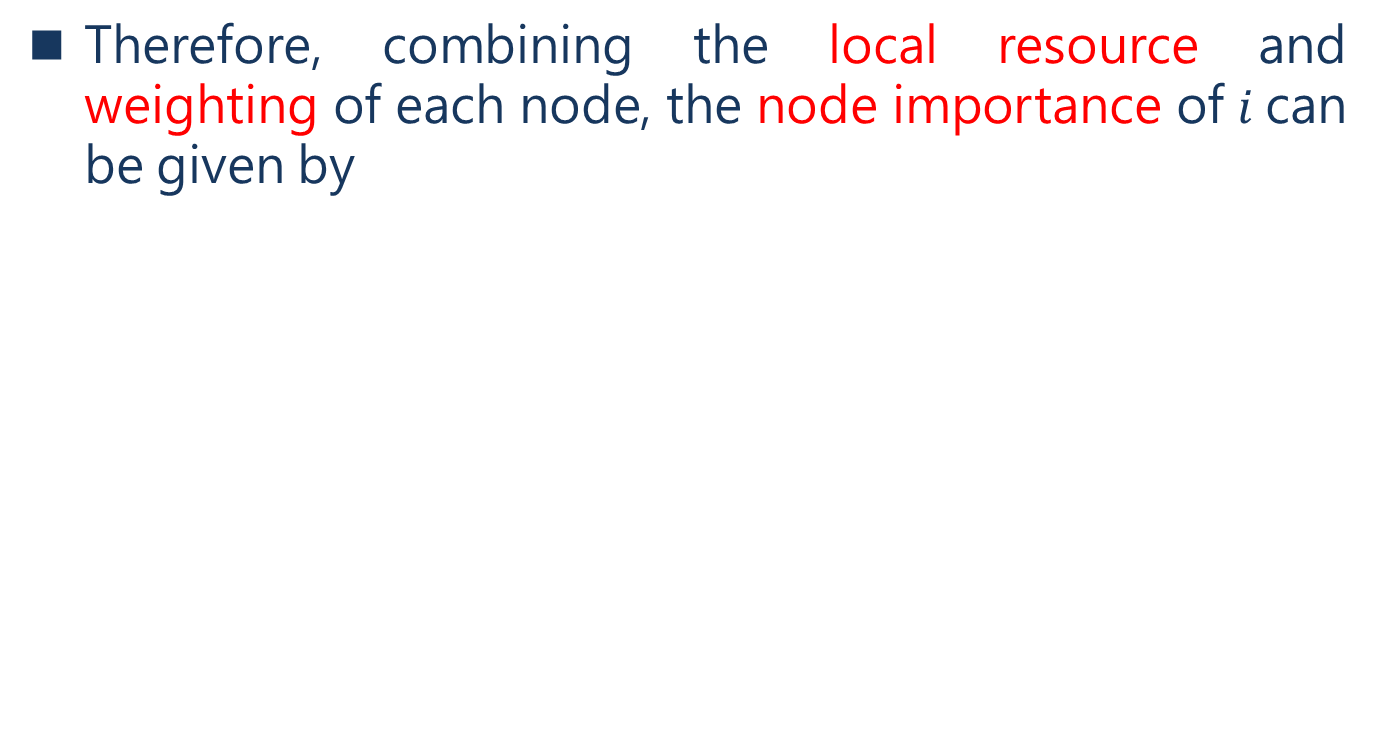 ■ Therefore, combining the local resource and
weighting of each node, the node importance of i can
be given by